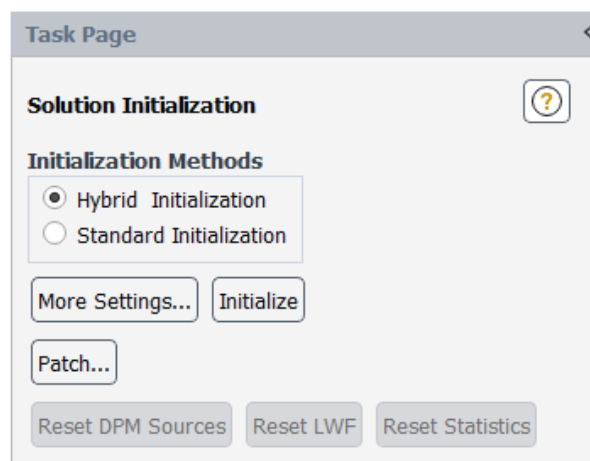 Task Page
Solution Initialization
?
Initialization Methods
Hybrid Initialization
Standard Initialization
More Settings... Initialize
Patch...
Reset DPM Sources Reset LWF Reset Statistics